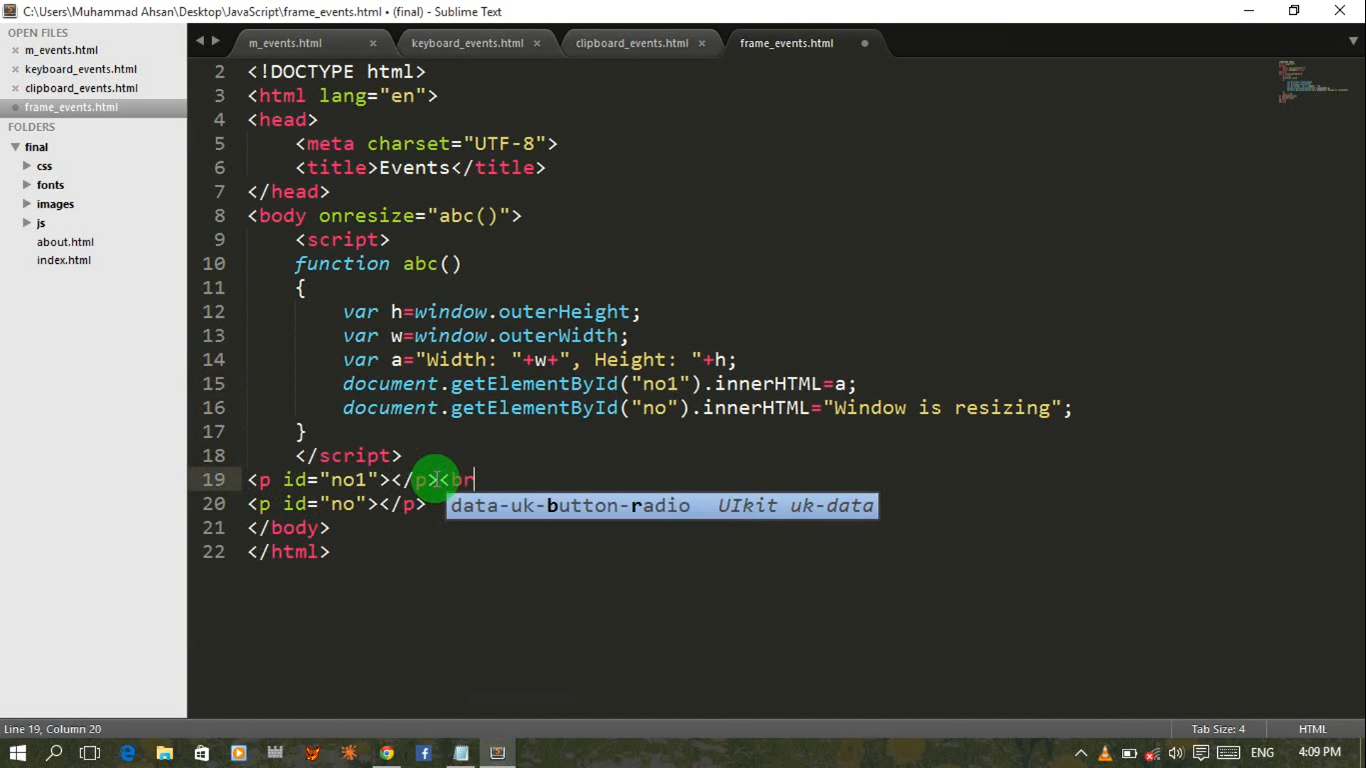 C:\Users\Muhammad Ahsan\Desktop\JavaScript\frame_events.html • (final) - Sublime Text
OPEN FILES
m_events.html
keyboard_events.html
clipboard_events.html
frame_events.html
FOLDERS
final
css
fonts
images
js
about.html
index.html
m_events.html keyboard_events.html clipboard_events.html frame_events.html
2 <!DOCTYPE html>
3 <html lang="en">
4 <head>
5 <meta charset="UTF-8">
6 <title>Events</title>
7 </head>
8 <body onresize="abc()">
9 <script>
10 function abc()
11 {
12 var h=window.outerHeight;
13 var w=window.outerWidth;
14 var a="Width: "+w+", Height: "+h;
15 document.getElementById("no1").innerHTML=a;
16 document.getElementById("no").innerHTML="Window is resizing";
17 }
18 </script>
19 <p id="no1"></p><br
20 <p id="no"></p>
data-uk-button-radio UIkit uk-data
21 </body>
22 </html>
Line 19, Column 20 Tab Size: 4 HTML
ENG 4:09 PM